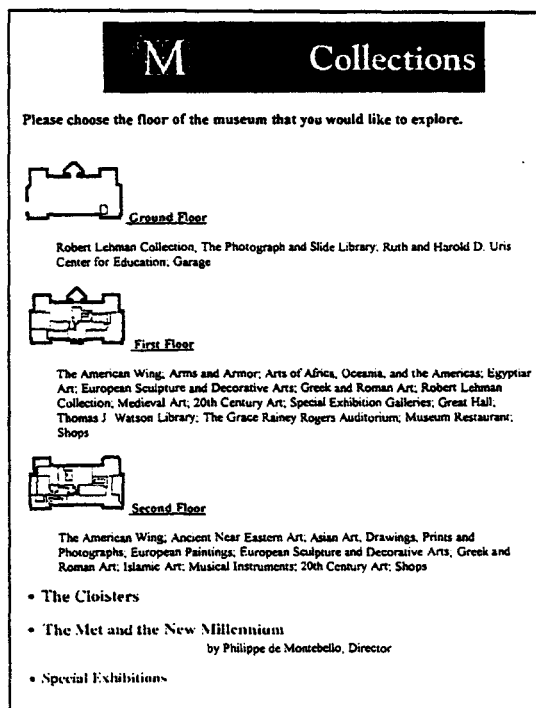 M Collections
Please choose the floor of the museum that you would like to explore.
Ground Floor
Robert Lehman Collection, The Photograph and Slide Library; Ruth and Harold D. Uris
Center for Education; Garage
First Floor
The American Wing; Arms and Armor; Arts of Africa, Oceania, and the Americas; Egyptian
Art; European Sculpture and Decorative Arts; Greek and Roman Art; Robert Lehman
Collection; Medieval Art; 20th Century Art; Special Exhibition Galleries; Great Hall;
Thomas J. Watson Library; The Grace Rainey Rogers Auditorium; Museum Restaurant;
Shops
Second Floor
The American Wing; Ancient Near Eastern Art; Asian Art, Drawings, Prints and
Photographs; European Paintings; European Sculpture and Decorative Arts, Greek and
Roman Art; Islamic Art; Musical Instruments; 20th Century Art; Shops
• The Cloisters
• The Met and the New Millennium
by Philippe de Montebello, Director
• Special Exhibitions